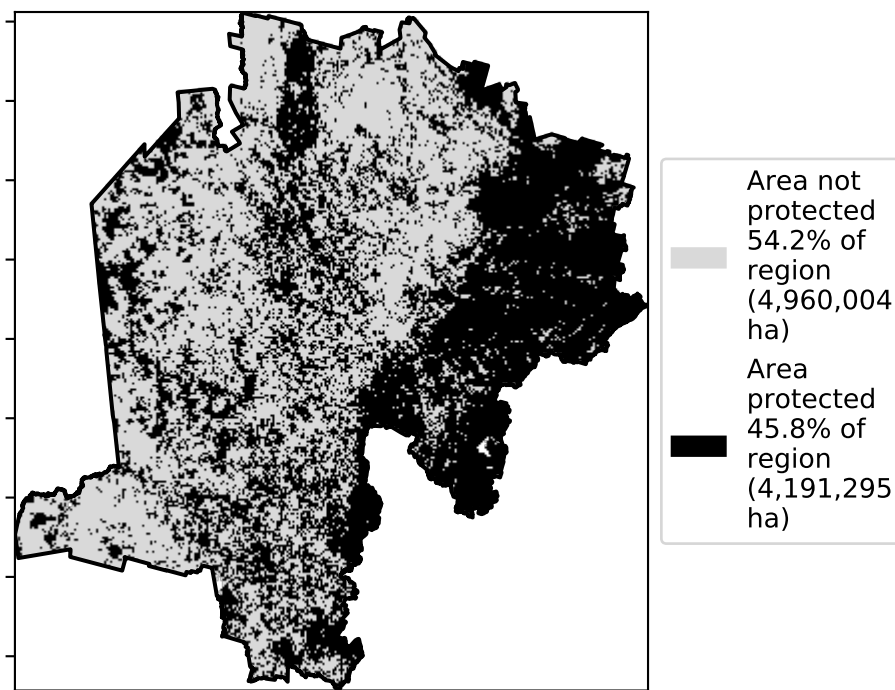 Area not
protected
54.2% of
region
(4,960,004
ha)
Area
protected
45.8% of
region
(4,191,295
ha)